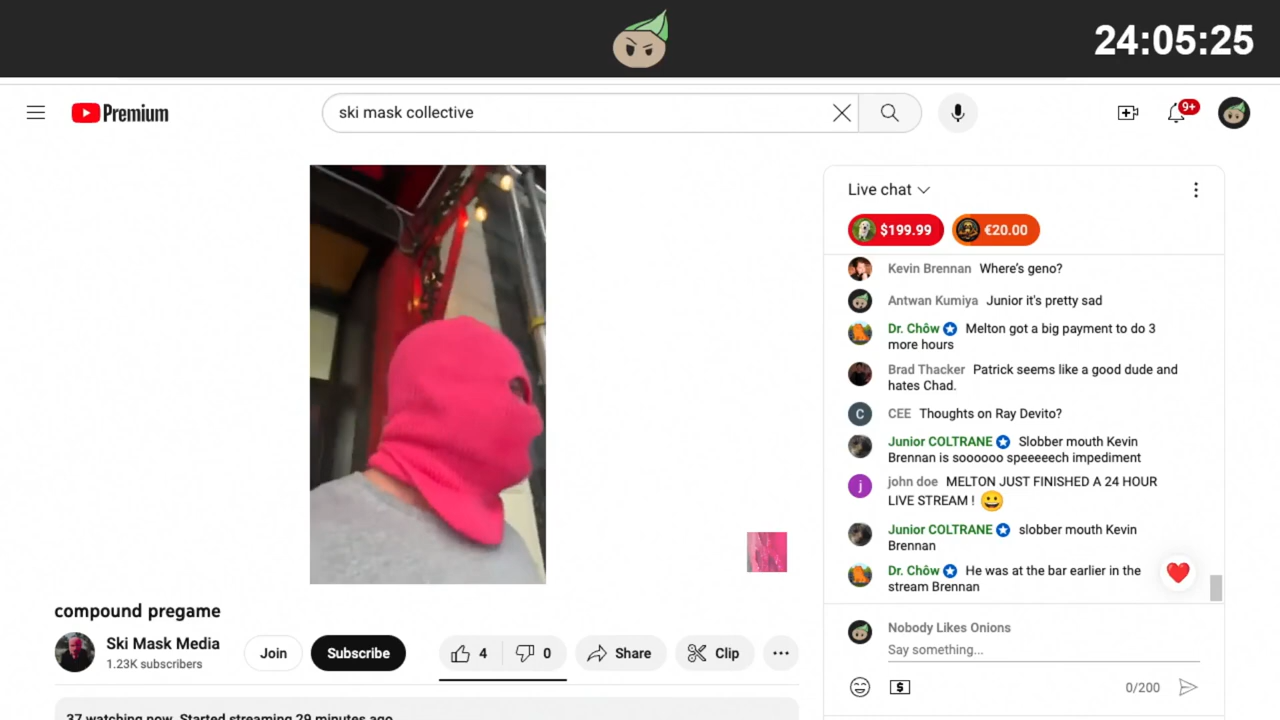 24:05:25
Premium
ski mask collective
9+
Live chat
$199.99
€20.00
Kevin Brennan Where's geno?
Antwan Kumiya Junior it's pretty sad
Dr. Chôw Melton got a big payment to do 3
more hours
Brad Thacker Patrick seems like a good dude and
hates Chad.
C CEE Thoughts on Ray Devito?
Junior COLTRANE Slobber mouth Kevin
Brennan is soooooo speeeeech impediment
j john doe MELTON JUST FINISHED A 24 HOUR
LIVE STREAM ! 😀
Junior COLTRANE slobber mouth Kevin
Brennan
Dr. Chôw He was at the bar earlier in the
stream Brennan
compound pregame
Ski Mask Media
1.23K subscribers
Join
Subscribe
4
0
Share
Clip
Nobody Likes Onions
Say something...
$
0/200
37 watching now Started streaming 29 minutes ago